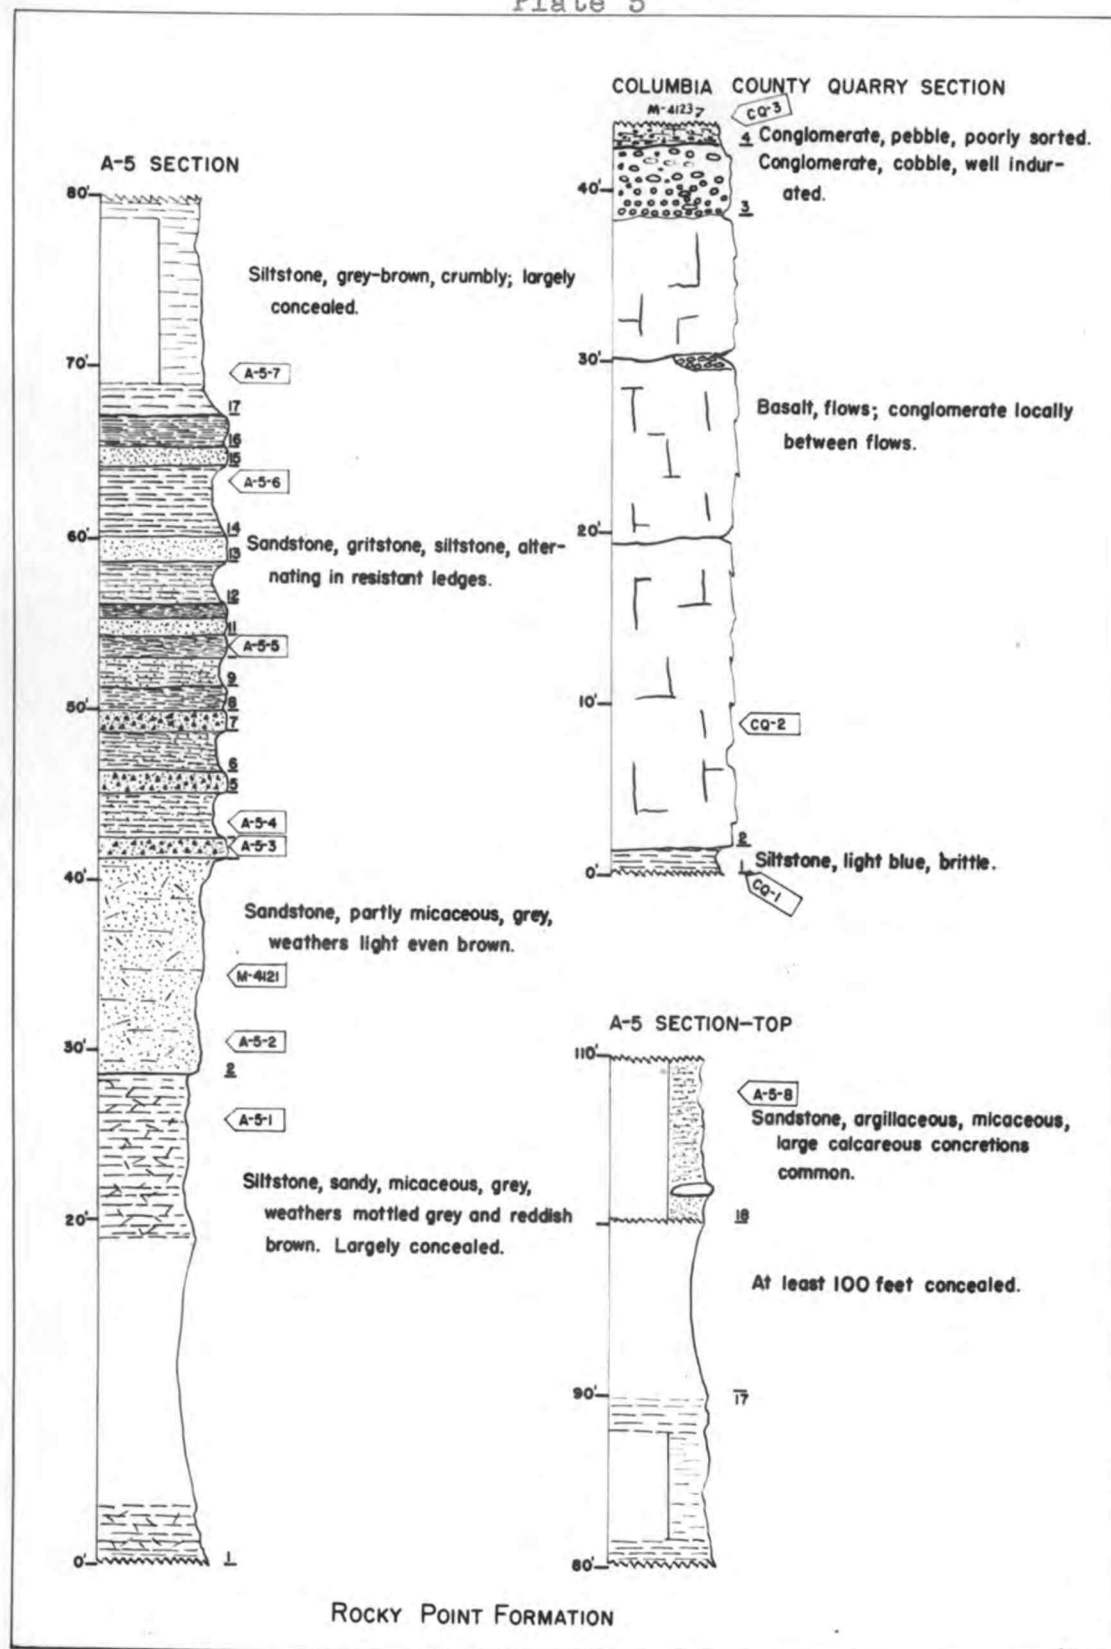 Plate 5
A-5 SECTION
80'
Siltstone, grey-brown, crumbly; largely
concealed.
70'
A-5-7
17
16
15
A-5-6
14
60'
13
Sandstone, gritstone, siltstone, alter-
nating in resistant ledges.
12
11
A-5-5
9
8
50'
7
6
5
A-5-4
A-5-3
40'
Sandstone, partly micaceous, grey,
weathers light even brown.
M-4121
A-5-2
30'
2
A-5-1
Siltstone, sandy, micaceous, grey,
weathers mottled grey and reddish
brown. Largely concealed.
20'
0'
1
COLUMBIA COUNTY QUARRY SECTION
M-4123
CQ-3
4 Conglomerate, pebble, poorly sorted.
Conglomerate, cobble, well indur-
ated.
40'
3
30'
Basalt, flows; conglomerate locally
between flows.
20'
10'
CQ-2
2
Siltstone, light blue, brittle.
0'
1
CQ-1
A-5 SECTION-TOP
110'
A-5-8
Sandstone, argillaceous, micaceous,
large calcareous concretions
common.
18
At least 100 feet concealed.
90'
17
80'
ROCKY POINT FORMATION